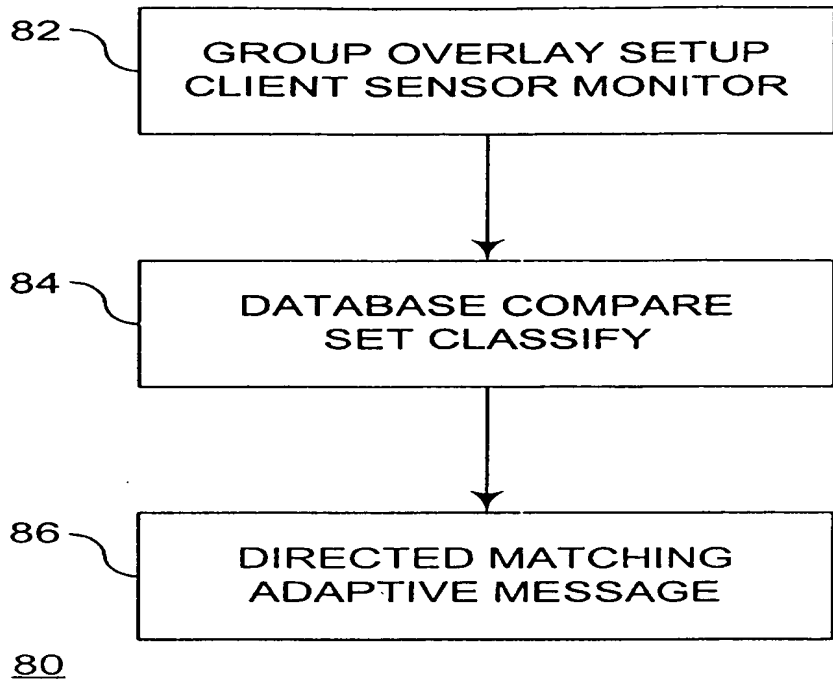 82
GROUP OVERLAY SETUP
CLIENT SENSOR MONITOR
84
DATABASE COMPARE
SET CLASSIFY
86
DIRECTED MATCHING
ADAPTIVE MESSAGE
80